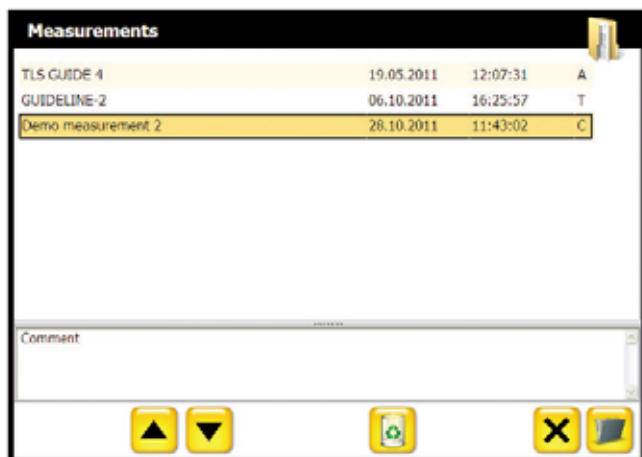 Measurements
TLS GUIDE 4 19.05.2011 12:07:31 A
GUIDELINE-2 06.10.2011 16:25:57 T
Demo measurement 2 28.10.2011 11:43:02 C
Comment